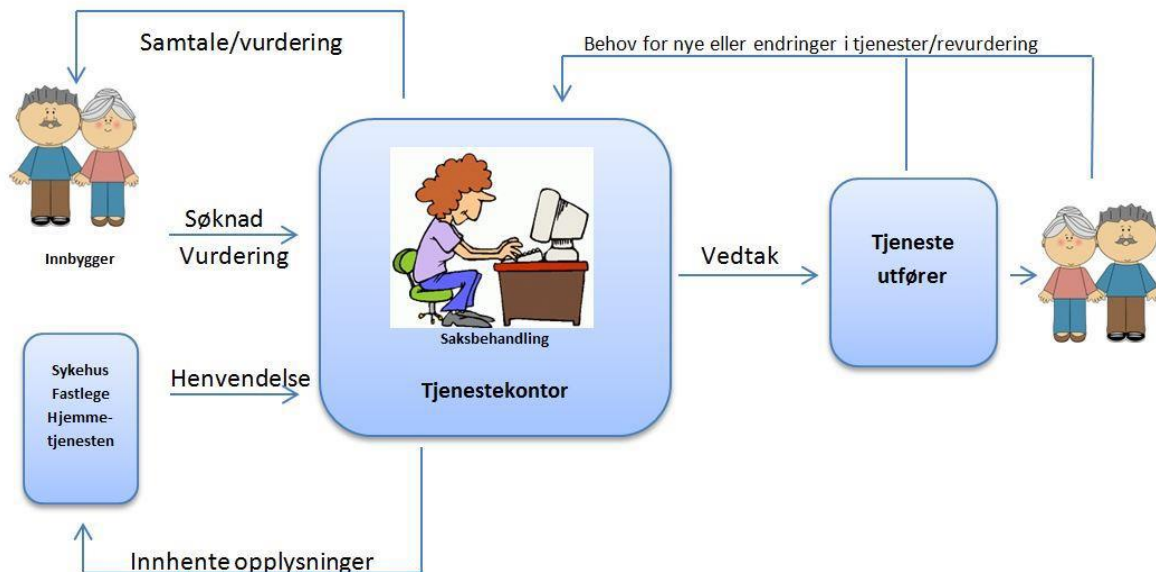 Samtale/vurdering
Behov for nye eller endringer i tjenester/revurdering
Innbygger
Søknad
Vurdering
Saksbehandling
Tjenestekontor
Vedtak
Tjeneste
utfører
Sykehus
Fastlege
Hjemme-
tjenesten
Henvendelse
Innhente opplysninger